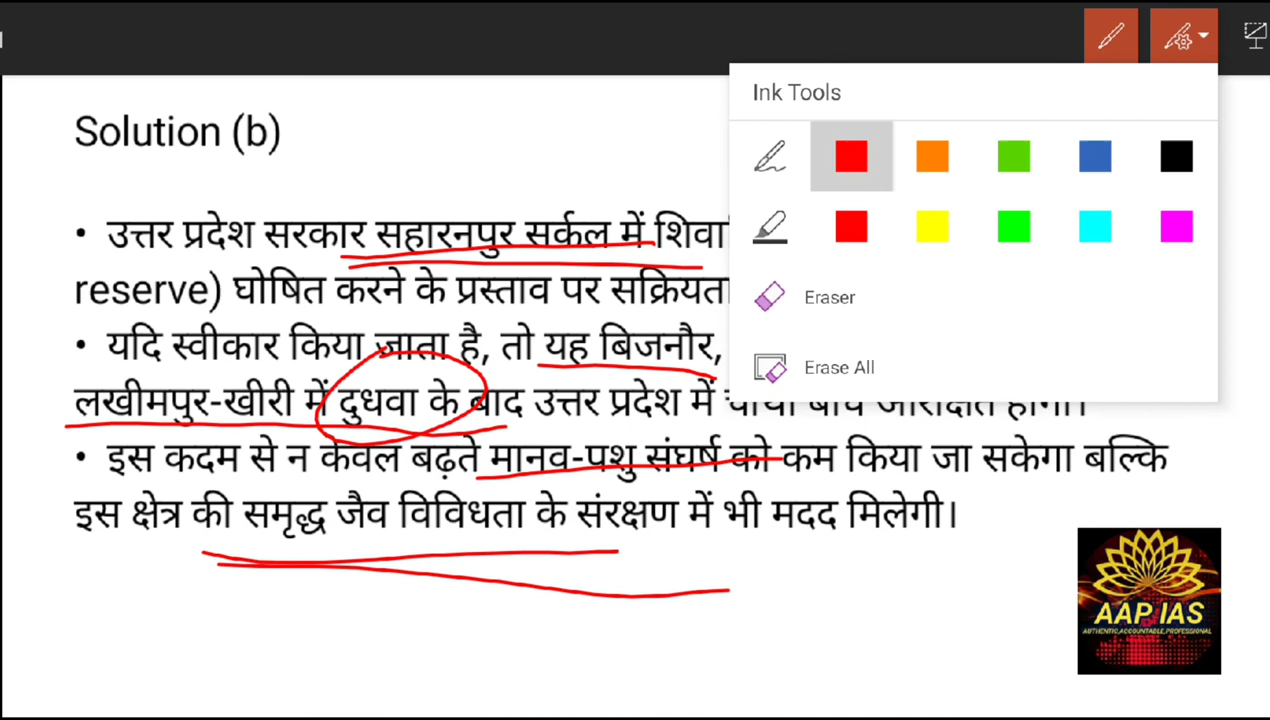 Ink Tools
Solution (b)
• उत्तर प्रदेश सरकार सहारनपुर सर्कल में
reserve) घोषित करने के प्रस्ताव पर सक्रियता
Eraser
• यदि स्वीकार किया जाता है, तो यह बिजनौर,
Erase All
लखीमपुर-खीरी में दुधवा के बाद उत्तर प्रदेश में चौथा बाघ आरक्षित होगा।
• इस कदम से न केवल बढ़ते मानव-पशु संघर्ष को कम किया जा सकेगा बल्कि
इस क्षेत्र की समृद्ध जैव विविधता के संरक्षण में भी मदद मिलेगी।
AAP IAS
AUTHENTIC,ACCOUNTABLE,PROFESSIONAL